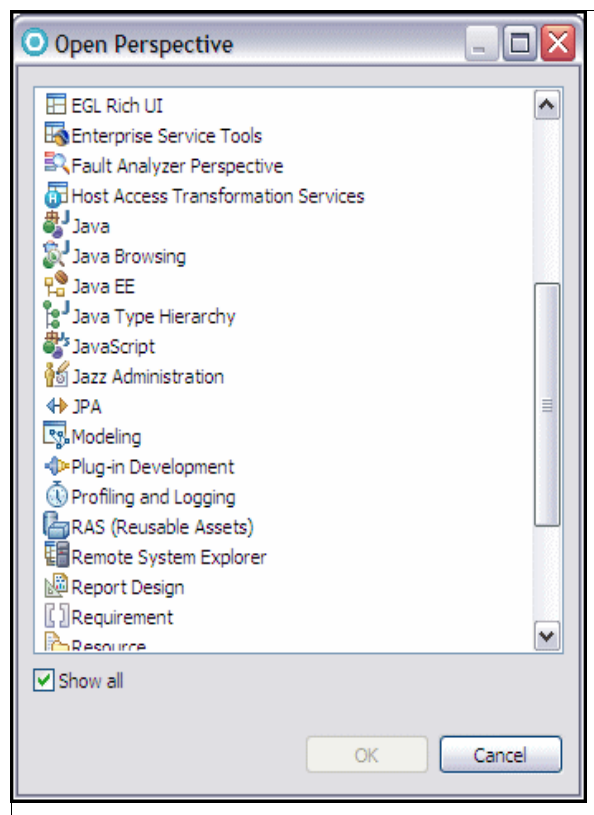 Open Perspective
EGL Rich UI
Enterprise Service Tools
Fault Analyzer Perspective
Host Access Transformation Services
Java
Java Browsing
Java EE
Java Type Hierarchy
JavaScript
Jazz Administration
JPA
Modeling
Plug-in Development
Profiling and Logging
RAS (Reusable Assets)
Remote System Explorer
Report Design
Requirement
Resource
Show all
OK
Cancel